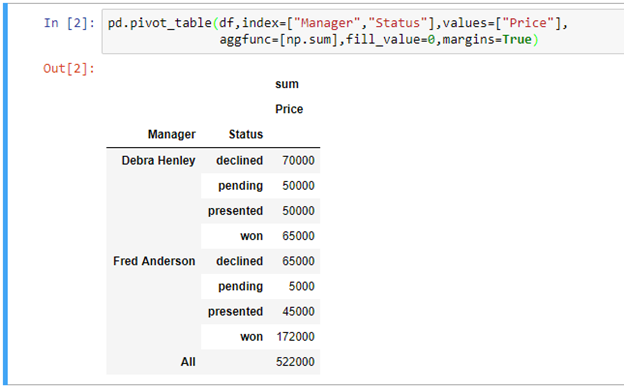 In [2]: pd.pivot_table(df,index=["Manager","Status"],values=["Price"],
aggfunc=[np.sum],fill_value=0,margins=True)
Out[2]:
sum
Price
Manager Status
Debra Henley declined 70000
pending 50000
presented 50000
won 65000
Fred Anderson declined 65000
pending 5000
presented 45000
won 172000
All 522000